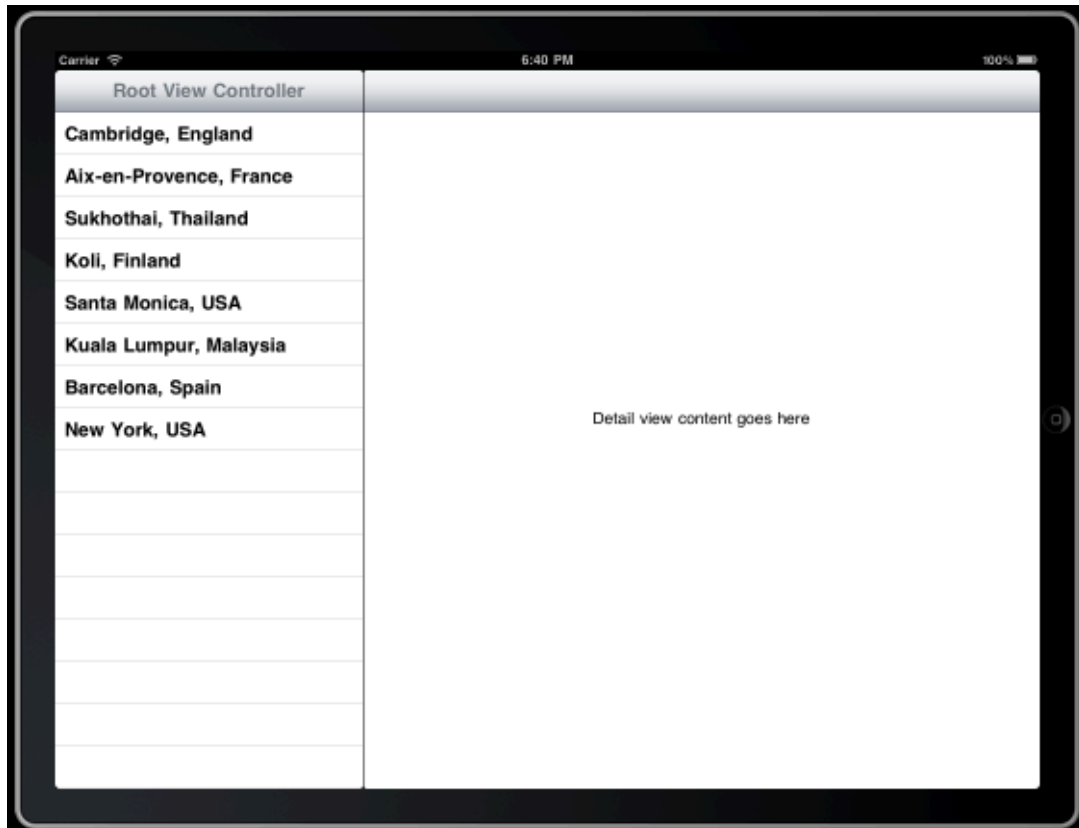 Carrier 6:40 PM 100%
Root View Controller
Cambridge, England
Aix-en-Provence, France
Sukhothai, Thailand
Koli, Finland
Santa Monica, USA
Kuala Lumpur, Malaysia
Barcelona, Spain
New York, USA
Detail view content goes here